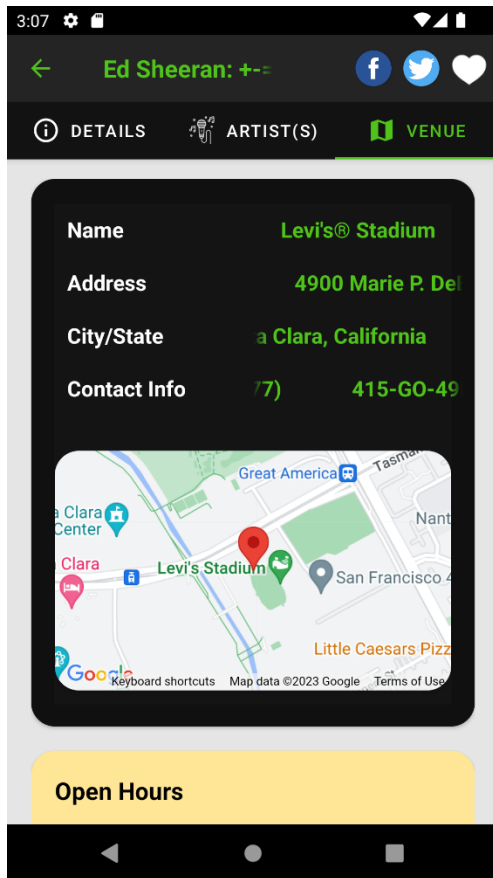 3:07
Ed Sheeran: +-=
DETAILS
ARTIST(S)
VENUE
Name Levi's® Stadium
Address 4900 Marie P. De
City/State a Clara, California
Contact Info 77) 415-GO-49
Great America
Tasman
a Clara
Center
Nant
Clara
Levi's Stadium
San Francisco 4
Little Caesars Pizz
Google
Keyboard shortcuts Map data ©2023 Google Terms of Use
Open Hours